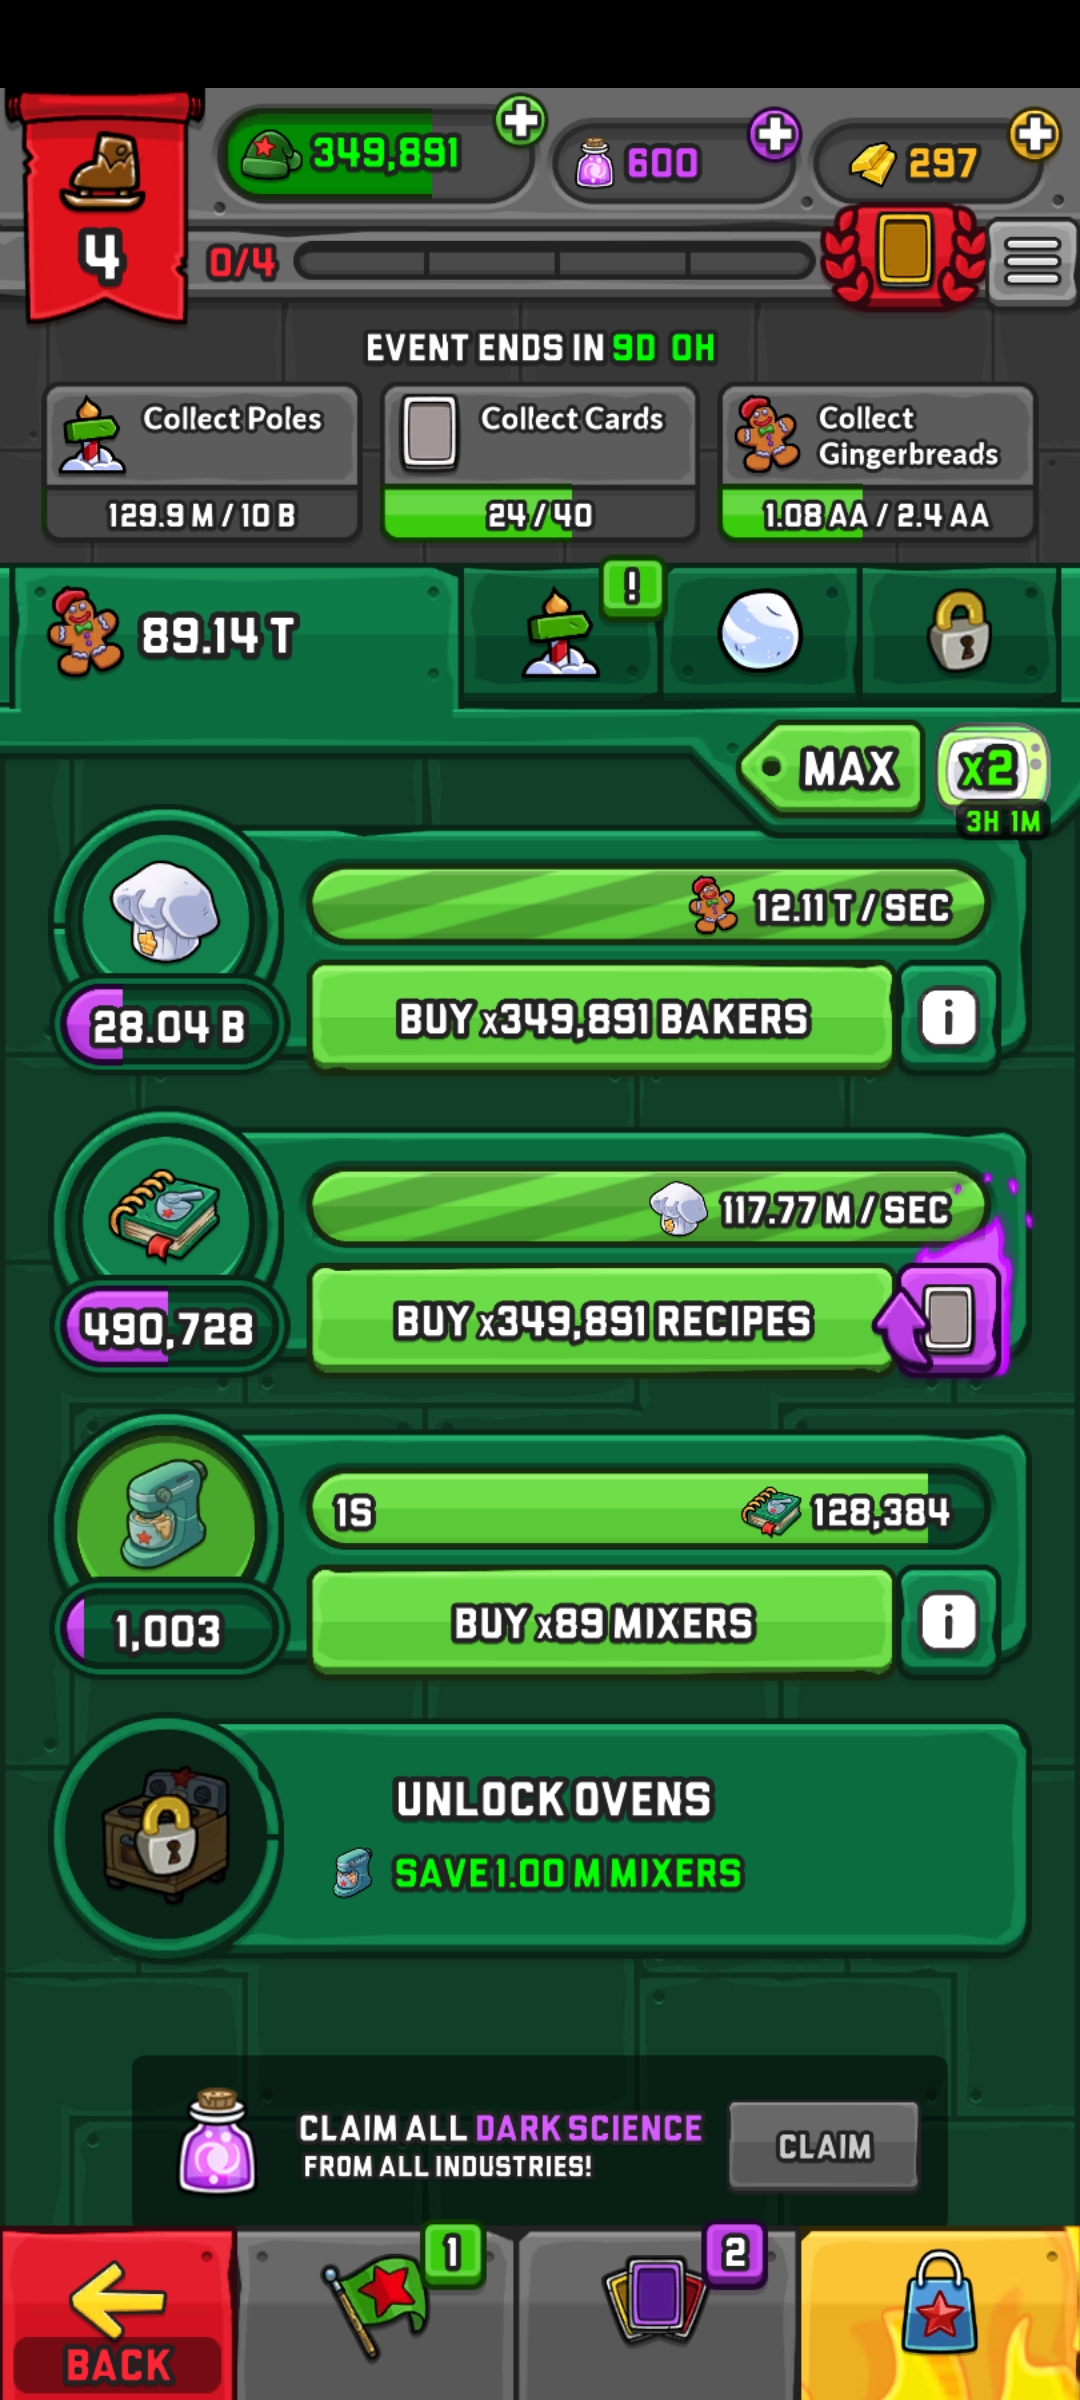 349,891
600
297
4
0/4
EVENT ENDS IN 9D 0H
Collect Poles
129.9 M / 10 B
Collect Cards
24 / 40
Collect
Gingerbreads
1.08 AA / 2.4 AA
89.14 T
!
MAX
x2
3H 1M
12.11 T / SEC
28.04 B
BUY x349,891 BAKERS
i
117.77 M / SEC
490,728
BUY x349,891 RECIPES
1S
128,384
1,003
BUY x89 MIXERS
i
UNLOCK OVENS
SAVE 1.00 M MIXERS
CLAIM ALL DARK SCIENCE
FROM ALL INDUSTRIES!
CLAIM
1
2
BACK